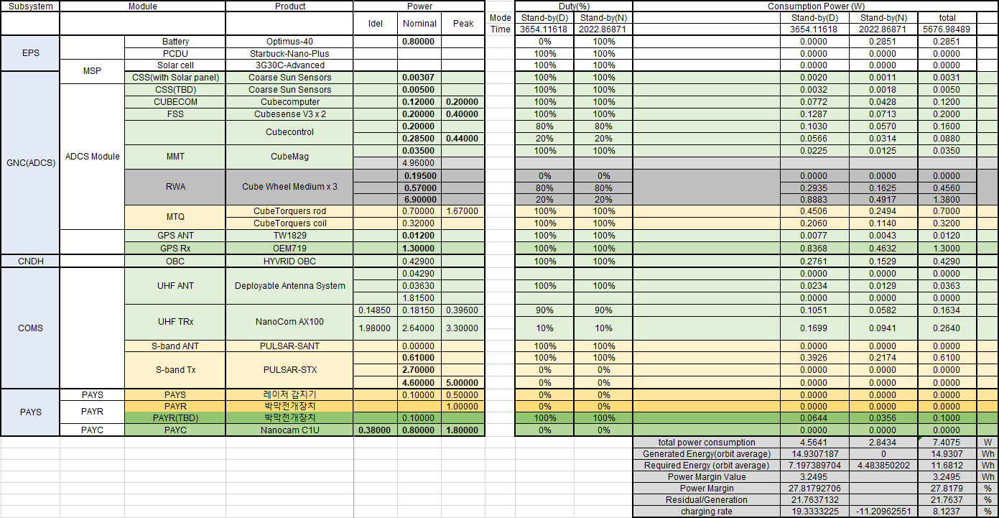 Subsystem Module Product Power Duty(%) Consumption Power (W)
Idel Nominal Peak Mode Stand-by(D) Stand-by(N) Stand-by(D) Stand-by(N) total
Time 3654.11618 2022.86871 3654.11618 2022.86871 5676.98489
EPS Battery Optimus-40 0.80000 0% 100% 0.0000 0.2851 0.2851
PCDU Starbuck-Nano-Plus 100% 100% 0.0000 0.0000 0.0000
MSP Solar cell 3G30C-Advanced 100% 100% 0.0000 0.0000 0.0000
GNC(ADCS) CSS(with Solar panel) Coarse Sun Sensors 0.00307 100% 100% 0.0020 0.0011 0.0031
ADCS Module CSS(TBD) Coarse Sun Sensors 0.00500 100% 100% 0.0032 0.0018 0.0050
CUBECOM Cubecomputer 0.12000 0.20000 100% 100% 0.0772 0.0428 0.1200
FSS Cubesense V3 x 2 0.20000 0.40000 100% 100% 0.1287 0.0713 0.2000
Cubecontrol 0.20000 80% 80% 0.1030 0.0570 0.1600
0.28500 0.44000 20% 20% 0.0566 0.0314 0.0880
MMT CubeMag 0.03500 100% 100% 0.0225 0.0125 0.0350
4.96000
RWA Cube Wheel Medium x 3 0.19500 0% 0% 0.0000 0.0000 0.0000
0.57000 80% 80% 0.2935 0.1625 0.4560
6.90000 20% 20% 0.8883 0.4917 1.3800
MTQ CubeTorquers rod 0.70000 1.67000 100% 100% 0.4506 0.2494 0.7000
CubeTorquers coil 0.32000 100% 100% 0.2060 0.1140 0.3200
GPS ANT TW1829 0.01200 100% 100% 0.0077 0.0043 0.0120
GPS Rx OEM719 1.30000 100% 100% 0.8368 0.4632 1.3000
CNDH OBC HYVRID OBC 0.42900 100% 100% 0.2761 0.1529 0.4290
COMS UHF ANT Deployable Antenna System 0.04290 0.0000 0.0000 0.0000
0.03630 100% 100% 0.0234 0.0129 0.0363
1.81500 0.0000 0.0000 0.0000
UHF TRx NanoCom AX100 0.14850 0.18150 0.39600 90% 90% 0.1051 0.0582 0.1634
1.98000 2.64000 3.30000 10% 10% 0.1699 0.0941 0.2640
S-band ANT PULSAR-SANT 0.00000 100% 100% 0.0000 0.0000 0.0000
S-band Tx PULSAR-STX 0.61000 100% 100% 0.3926 0.2174 0.6100
2.70000 0% 0% 0.0000 0.0000 0.0000
4.60000 5.00000 0% 0% 0.0000 0.0000 0.0000
PAYS PAYS PAYS 레이저 감지기 0.10000 0.50000 0% 0% 0.0000 0.0000 0.0000
PAYR PAYR 박막전개장치 1.00000 0% 0% 0.0000 0.0000 0.0000
PAYR(TBD) 박막전개장치 0.10000 100% 100% 0.0644 0.0356 0.1000
PAYC PAYC Nanocam C1U 0.38000 0.80000 1.80000 0% 0% 0.0000 0.0000 0.0000
total power consumption 4.5641 2.8434 7.4075 W
Generated Energy(orbit average) 14.9307187 0 14.9307 Wh
Required Energy (orbit average) 7.197389704 4.483850202 11.6812 Wh
Power Margin Value 3.2495 3.2495 Wh
Power Margin 27.81792706 27.8179 %
Residual/Generation 21.7637132 21.7637 %
charging rate 19.3333225 -11.20962551 8.1237 %